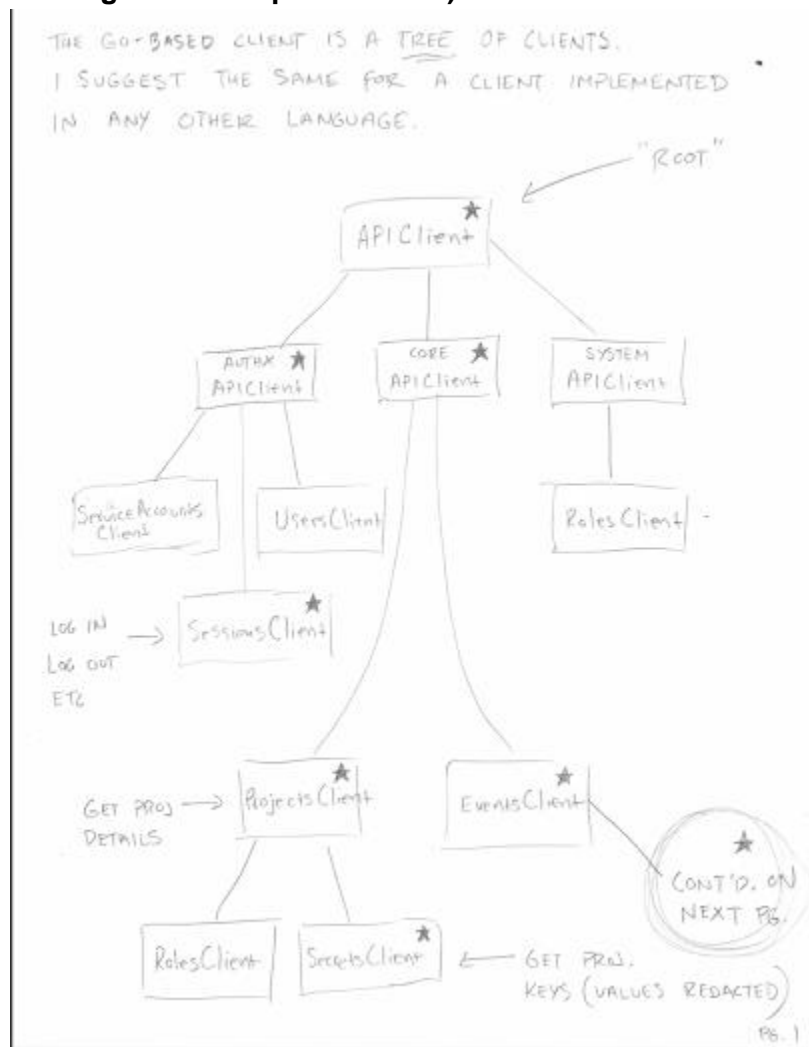 THE GO-BASED CLIENT IS A TREE OF CLIENTS.
I SUGGEST THE SAME FOR A CLIENT IMPLEMENTED
IN ANY OTHER LANGUAGE.
"ROOT"
APIClient
AUTHX
APIClient
CORE
APIClient
SYSTEM
APIClient
ServiceAccounts
Client
UsersClient
RolesClient
LOG IN
LOG OUT
ETC
SessionsClient
GET PROJ
DETAILS
ProjectsClient
EventsClient
CONT'D. ON
NEXT PG.
RolesClient
SecretsClient
GET PROJ.
KEYS (VALUES REDACTED)
PG. 1